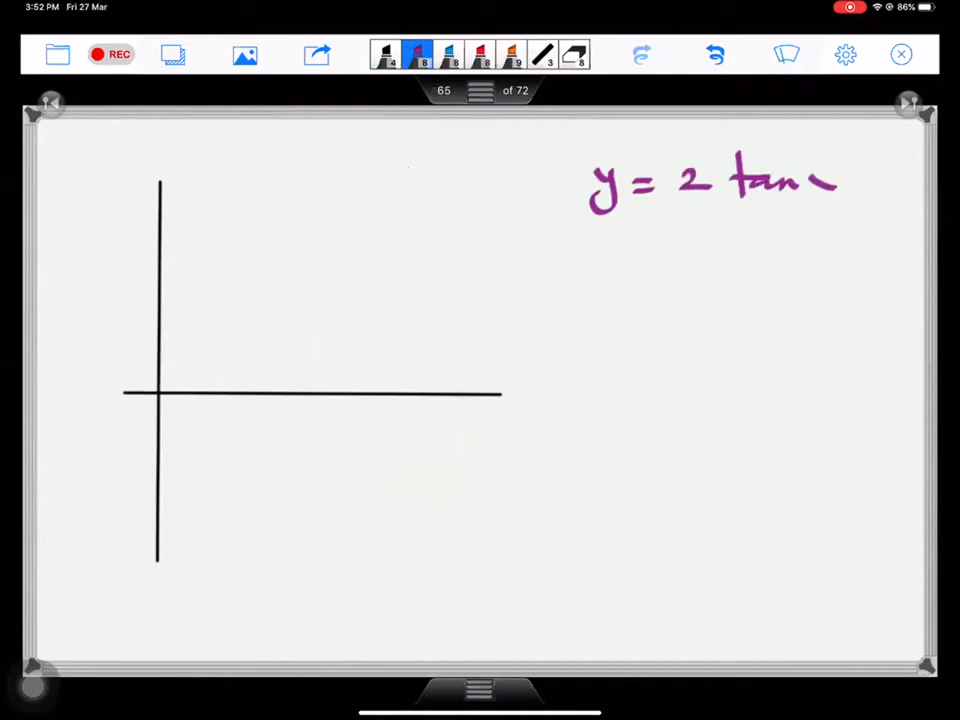 3:52 PM Fri 27 Mar
86%
REC
4 8 8 8 9 3 8
65 of 72
y = 2 tan